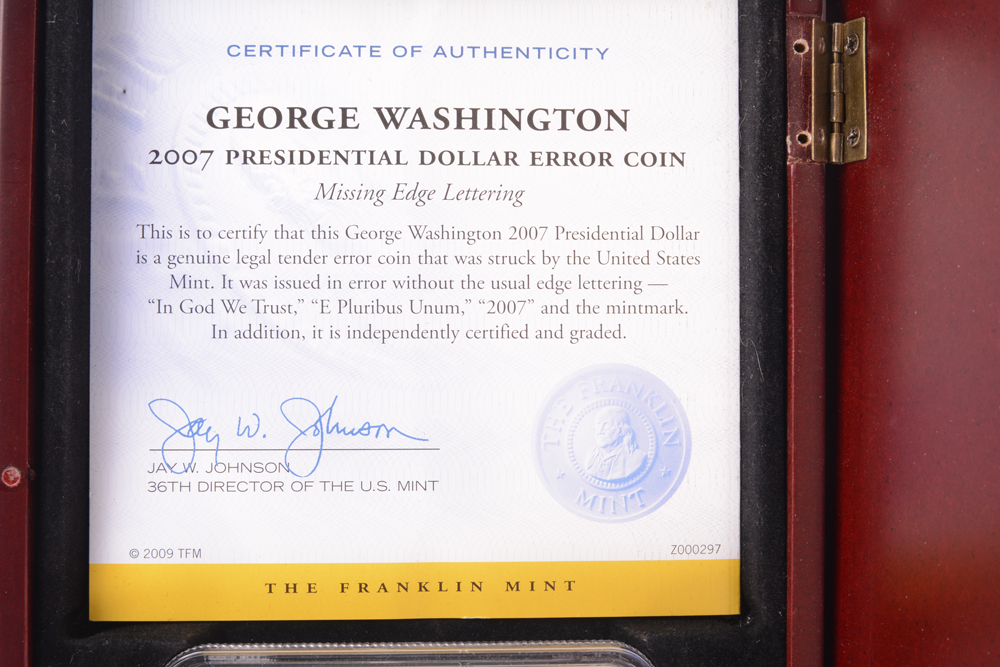 CERTIFICATE OF AUTHENTICITY
GEORGE WASHINGTON
2007 PRESIDENTIAL DOLLAR ERROR COIN
Missing Edge Lettering
This is to certify that this George Washington 2007 Presidential Dollar
is a genuine legal tender error coin that was struck by the United States
Mint. It was issued in error without the usual edge lettering —
“In God We Trust,” “E Pluribus Unum,” “2007” and the mintmark.
In addition, it is independently certified and graded.
Jay W. Johnson
JAY W. JOHNSON
36TH DIRECTOR OF THE U.S. MINT
THE FRANKLIN
MINT
© 2009 TFM
Z000297
THE FRANKLIN MINT